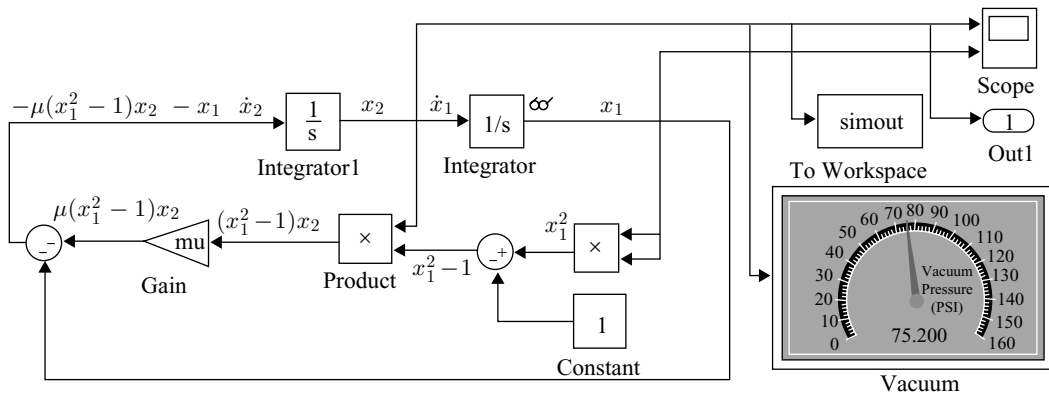 Scope
−μ(x₁² − 1)x₂ − x₁ ẋ₂
1/s
x₂
ẋ₁
1/s
x₁
simout
1
Integrator1
Integrator
Out1
To Workspace
μ(x₁² − 1)x₂
(x₁² −1)x₂
x₁²
− −
mu
×
− +
×
Gain
Product
x₁² −1
1
Constant
0
10
20
30
40
50
60
70
80
90
100
110
120
130
140
150
160
Vacuum
Pressure
(PSI)
75.200
Vacuum